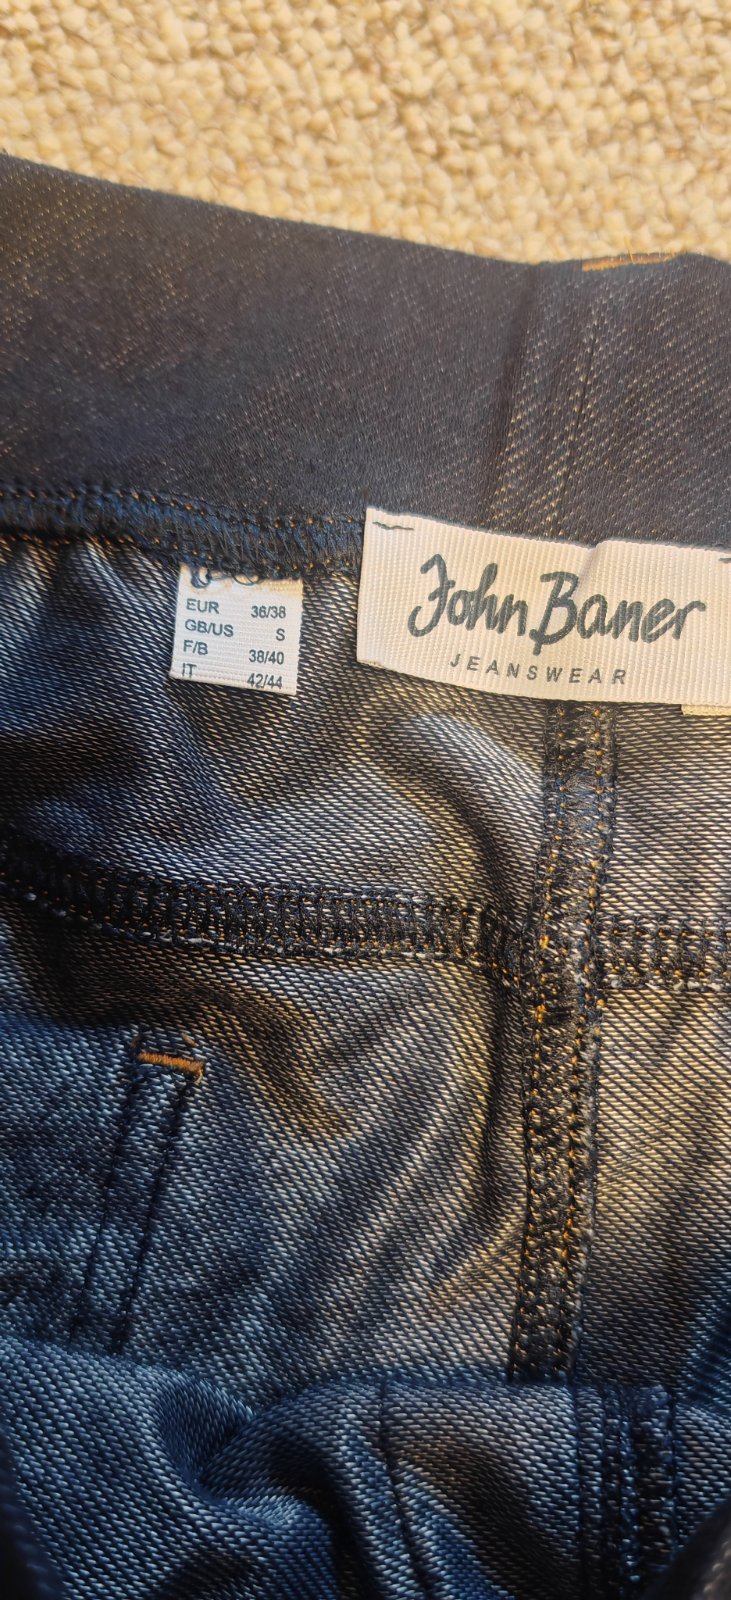 John Baner
JEANSWEAR
EUR 36/38
GB/US S
F/B 38/40
IT 42/44